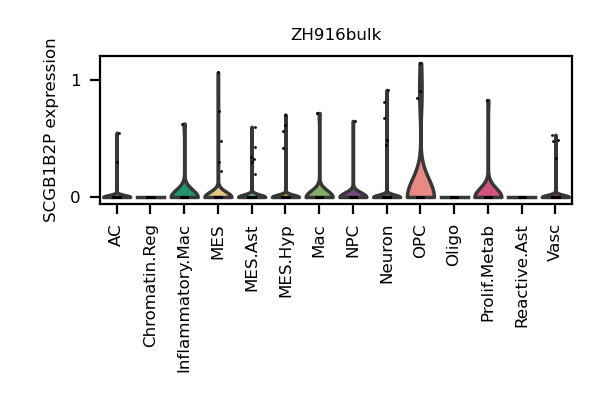 ZH916bulk
SCGB1B2P expression
1
0
AC
Chromatin.Reg
Inflammatory.Mac
MES
MES.Ast
MES.Hyp
Mac
NPC
Neuron
OPC
Oligo
Prolif.Metab
Reactive.Ast
Vasc